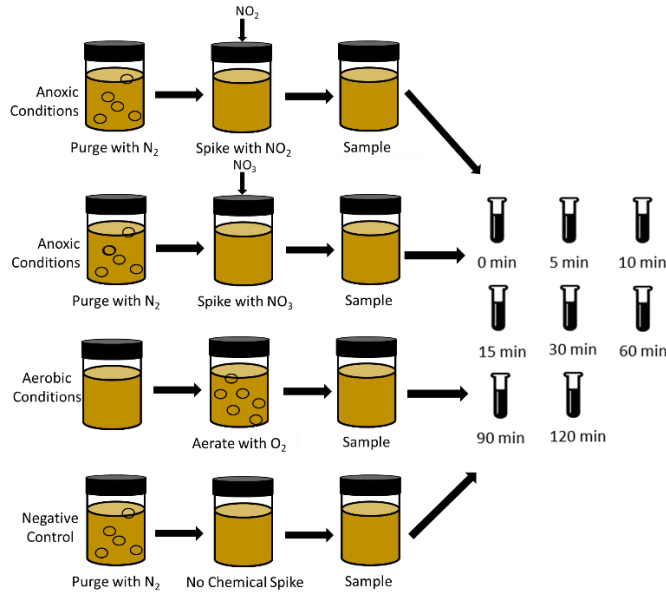 NO₂
Anoxic
Conditions
Purge with N₂
Spike with NO₂
Sample
NO₃
Anoxic
Conditions
Purge with N₂
Spike with NO₃
Sample
Aerobic
Conditions
Aerate with O₂
Sample
Negative
Control
Purge with N₂
No Chemical Spike
Sample
0 min
5 min
10 min
15 min
30 min
60 min
90 min
120 min